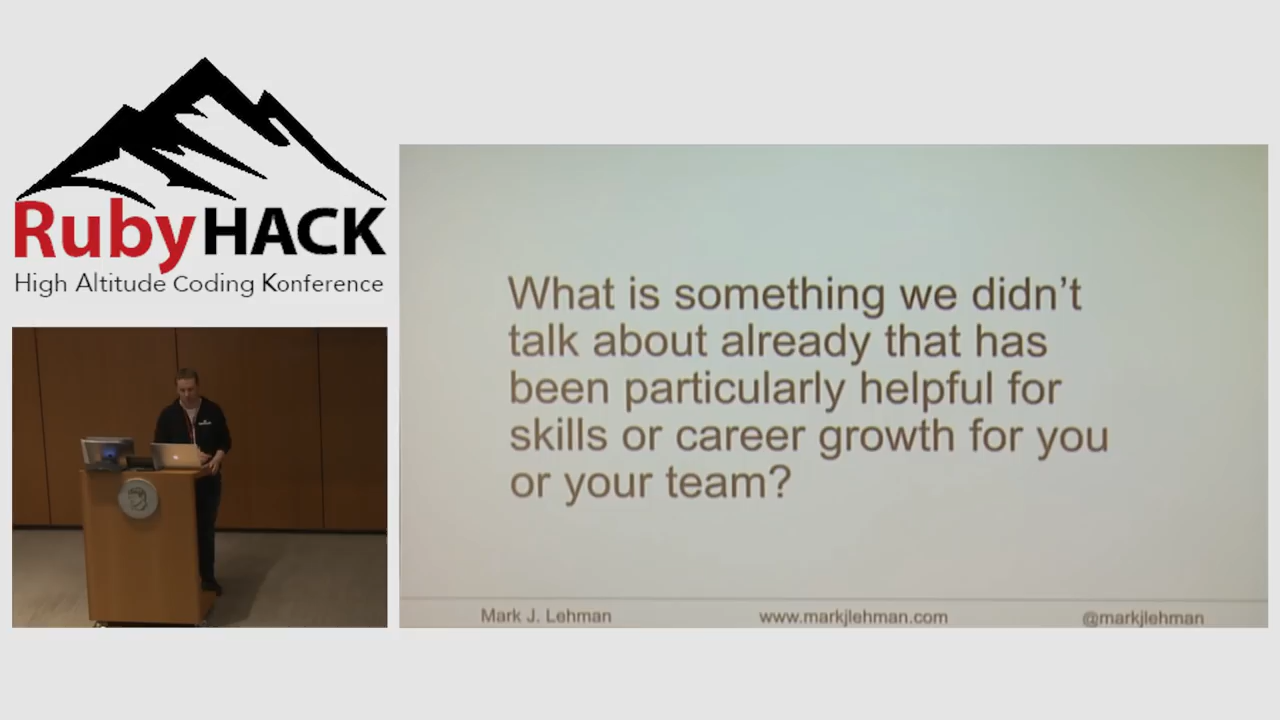 RubyHACK
High Altitude Coding Konference
What is something we didn't
talk about already that has
been particularly helpful for
skills or career growth for you
or your team?
Mark J. Lehman
www.markjlehman.com
@markjlehman